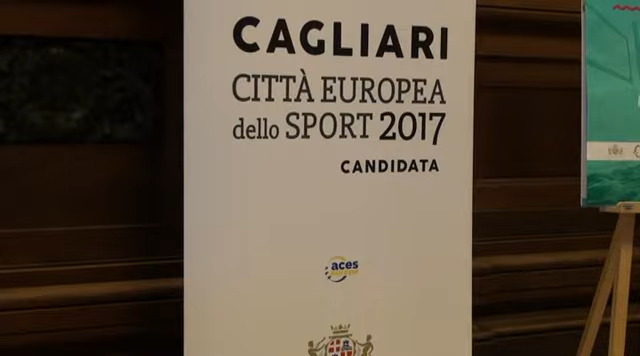 CAGLIARI
CITTÀ EUROPEA
dello SPORT 2017
CANDIDATA
aces